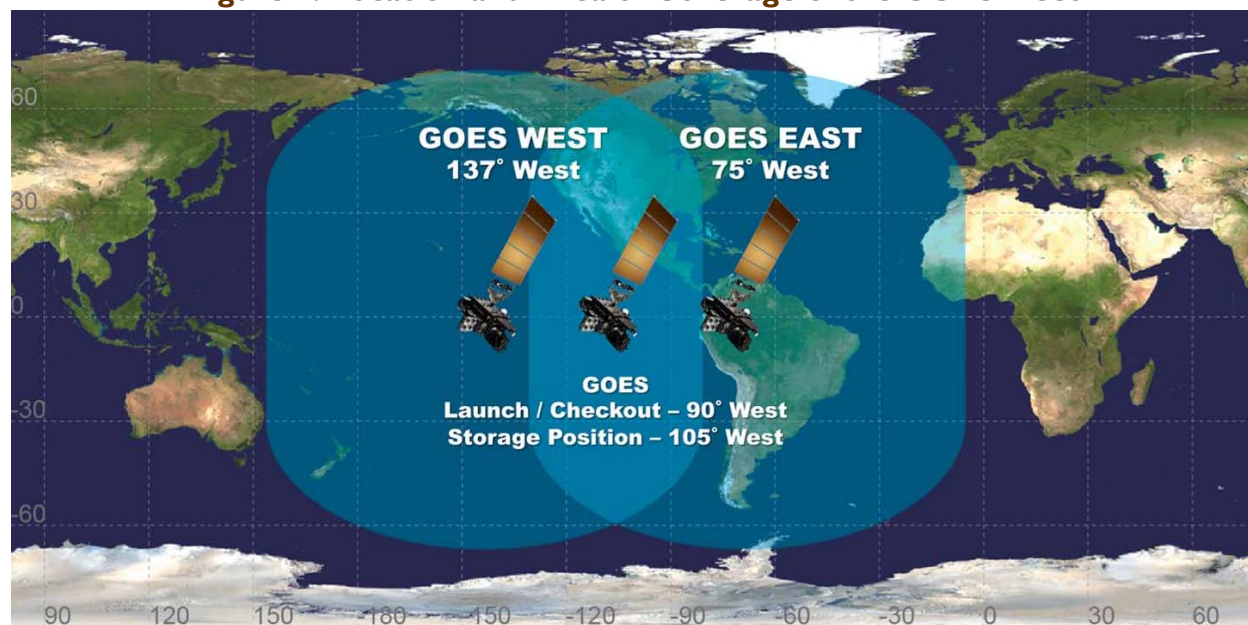 GOES WEST
137° West
GOES EAST
75° West
GOES
Launch / Checkout – 90° West
Storage Position – 105° West
60
30
0
-30
-60
90 120 150 -150 -120 -90 -60 -30 0 30 60